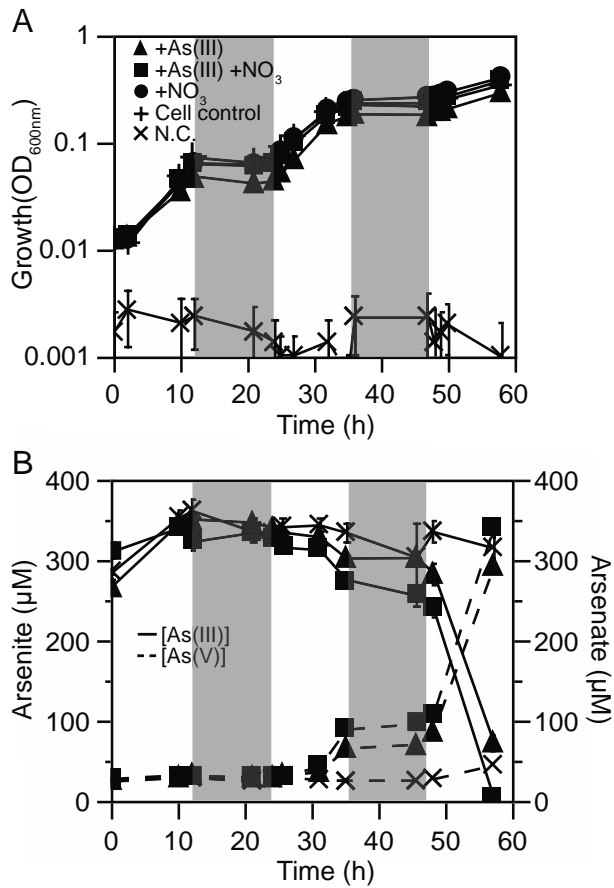 A
1
0.1
0.01
0.001
Growth(OD600nm)
+As(III)
+As(III) +NO3
+NO3
Cell control
N.C.
0 10 20 30 40 50 60
Time (h)
B
400
300
200
100
0
Arsenite (µM)
[As(III)]
[As(V)]
400
300
200
100
0
Arsenate (µM)
0 10 20 30 40 50 60
Time (h)